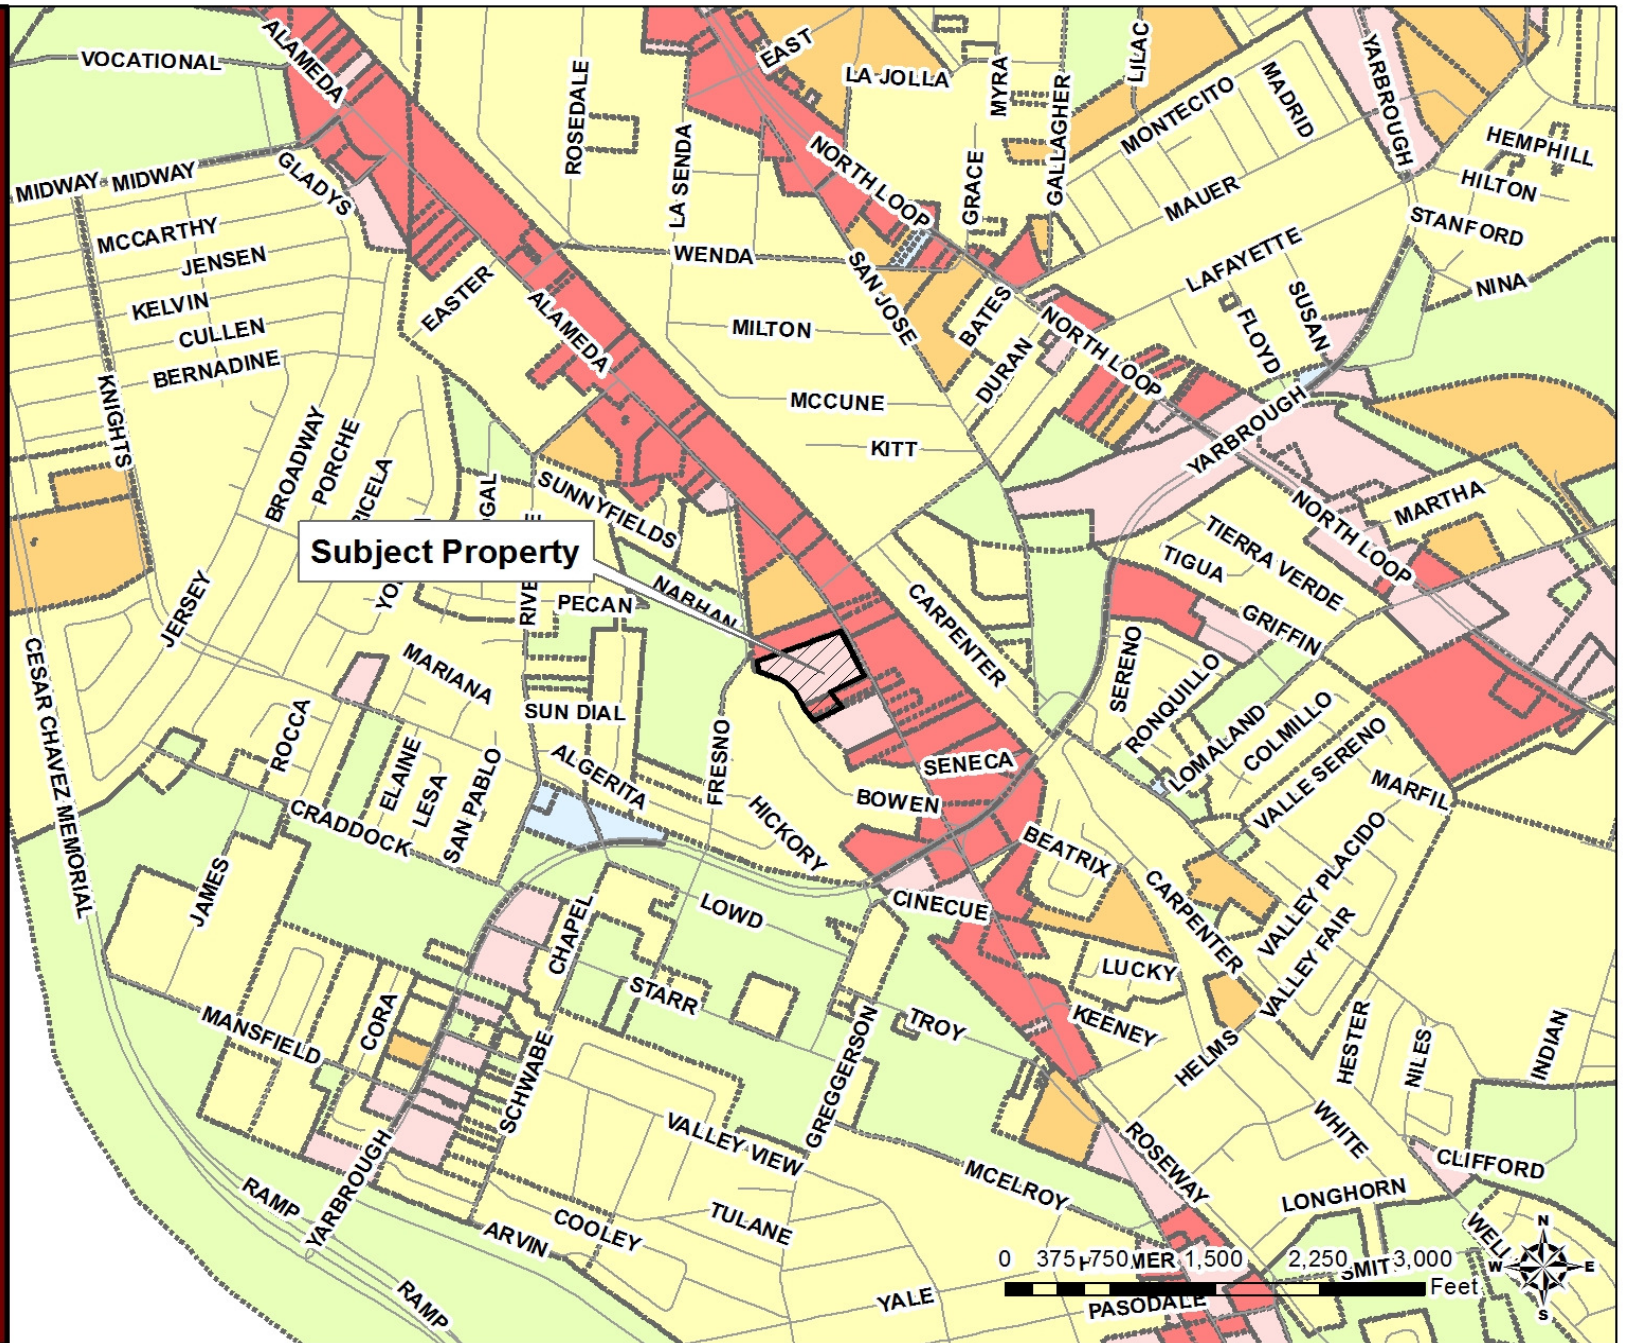 ALAMEDA
VOCATIONAL
EAST
LA JOLLA
LILAC
YARBROUGH
ROSEDALE
MYRA
GALLAGHER
MONTECITO
MADRID
HEMPHILL
LA SENDA
NORTH LOOP
GRACE
MAUER
HILTON
MIDWAY
MIDWAY
GLADYS
STANFORD
MCCARTHY
JENSEN
WENDA
SAN JOSE
LAFAYETTE
SUSAN
NINA
KELVIN
EASTER
ALAMEDA
MILTON
BATES
FLOYD
CULLEN
NORTH LOOP
BERNADINE
DURAN
KNIGHTS
MCCUNE
YARBROUGH
KITT
BROADWAY
PORCHE
SUNNYFIELDS
NORTH LOOP
MARTHA
Subject Property
TIERRA VERDE
TIGUA
NABHAN
CARPENTER
PECAN
JERSEY
GRIFFIN
MARIANA
SERENO
RONQUILLO
CESAR CHAVEZ MEMORIAL
ROCCA
SUN DIAL
LOMALAND
COLMILLO
FRESNO
VALLE SERENO
ELAINE
LESA
SAN PABLO
ALGERITA
SENECA
MARFIL
CRADDOCK
HICKORY
BOWEN
BEATRIX
VALLEY PLACIDO
JAMES
LOWD
CINECUE
CARPENTER
VALLEY FAIR
CHAPEL
LUCKY
STARR
TROY
KEENEY
CORA
MANSFIELD
SCHWABE
GREGGERSON
HELMS
HESTER
NILES
INDIAN
VALLEY VIEW
WHITE
YARBROUGH
ROSEWAY
CLIFFORD
MCELROY
LONGHORN
RAMP
ARVIN
COOLEY
TULANE
WELL
N
W E
S
0 375 750 1,500 2,250 3,000
Feet
RAMP
YALE
PASODALE